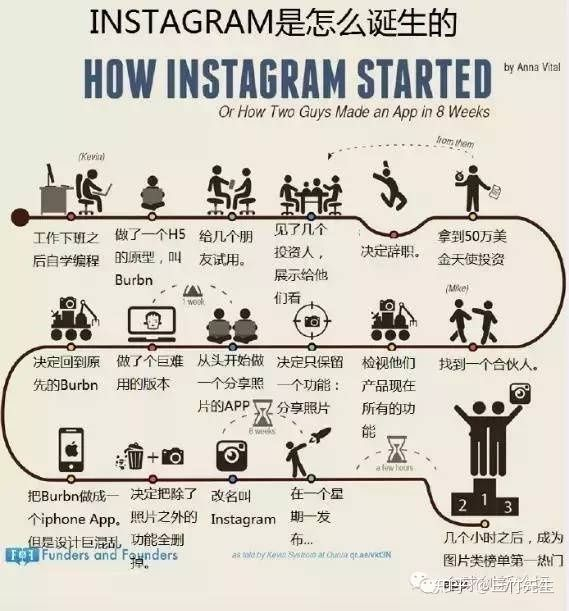 INSTAGRAM是怎么诞生的
HOW INSTAGRAM STARTED
by Anna Vital
Or How Two Guys Made an App in 8 Weeks
(Kevin)
from them
工作下班之
后自学编程
做了一个H5
的原型，叫
Burbn
给几个朋
友试用。
见了几个
投资人，
展示给他
们看
决定辞职。
拿到50万美
金天使投资
1 week
(Mike)
决定回到原
先的Burbn
做了个巨难
用的版本
从头开始做
一个分享照
片的APP
决定只保留
一个功能：
分享照片
检视他们
产品现在
所有的功
能
找到一个合伙人。
8 weeks
a few hours
把Burbn做成一
个iphone App。
但是设计巨混乱
决定把除了
照片之外的
功能全删
掉。
改名叫
Instagram
在一个星
期一发
布...
2 1 3
几个小时之后，成为
图片类榜单第一热门
Funders and Founders
as told by Kevin Systrom at Quora qr.ae/vkt3N